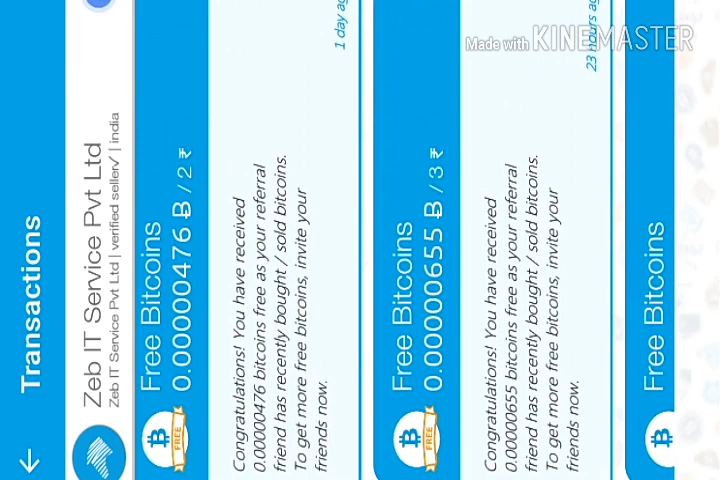 Made with KINEMASTER
← Transactions
Zeb IT Service Pvt Ltd
Zeb IT Service Pvt Ltd | verified seller✓ | india
Free Bitcoins
0.00000476 Ƀ / 2 ₹
FREE
Congratulations! You have received
0.00000476 bitcoins free as your referral
friend has recently bought / sold bitcoins.
To get more free bitcoins, invite your
friends now.
1 day ag
Free Bitcoins
0.00000655 Ƀ / 3 ₹
FREE
Congratulations! You have received
0.00000655 bitcoins free as your referral
friend has recently bought / sold bitcoins.
To get more free bitcoins, invite your
friends now.
23 hours ag
Free Bitcoins